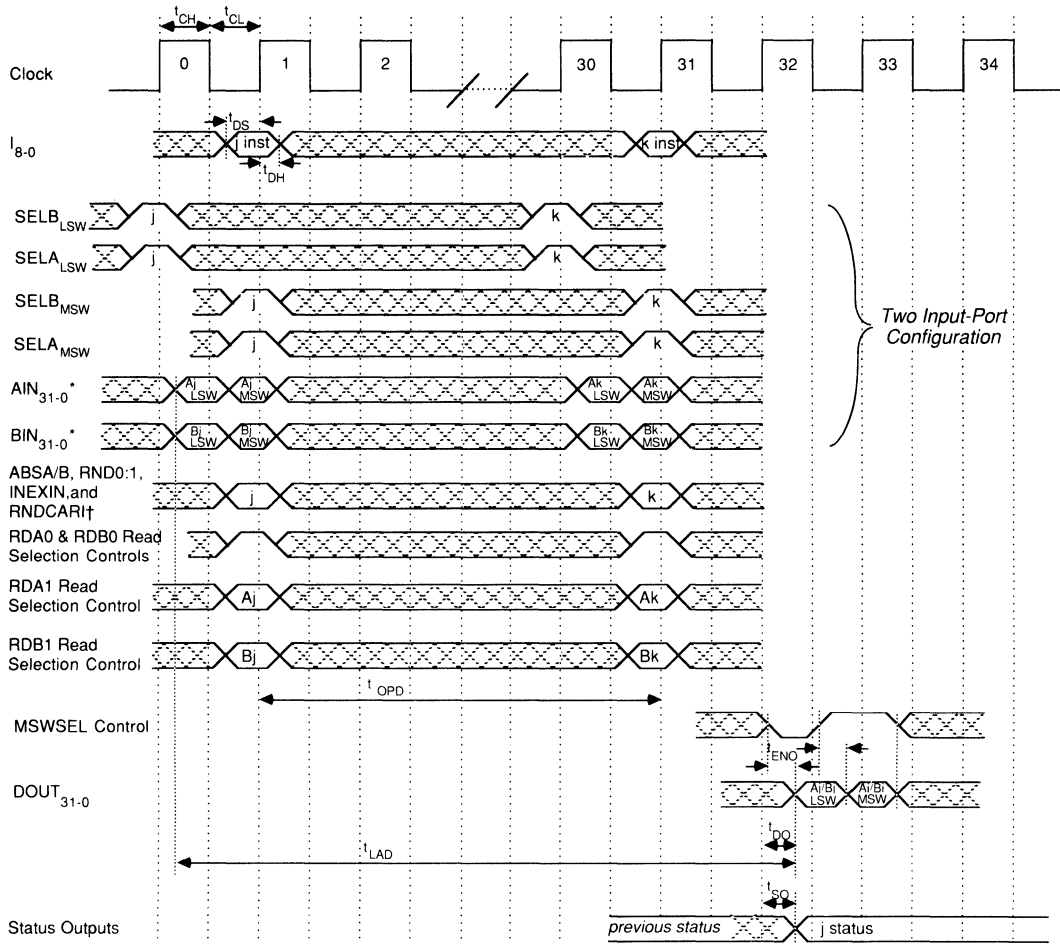 tCH tCL
Clock 0 1 2 30 31 32 33 34
tDS
I8-0 j inst k inst
tDH
SELBLSW j k
SELALSW j k
SELBMSW j k
SELAMSW j k
Two Input-Port
Configuration
AIN31-0* Aj LSW Aj MSW Ak LSW Ak MSW
BIN31-0* Bj LSW Bj MSW Bk LSW Bk MSW
ABSA/B, RND0:1,
INEXIN,and
RNDCARI† j k
RDA0 & RDB0 Read
Selection Controls
RDA1 Read
Selection Control Aj Ak
RDB1 Read
Selection Control Bj Bk
tOPD
MSWSEL Control
tENO
DOUT31-0 Aj/Bj LSW Aj/Bj MSW
tDO
tLAD
tSO
Status Outputs previous status j status